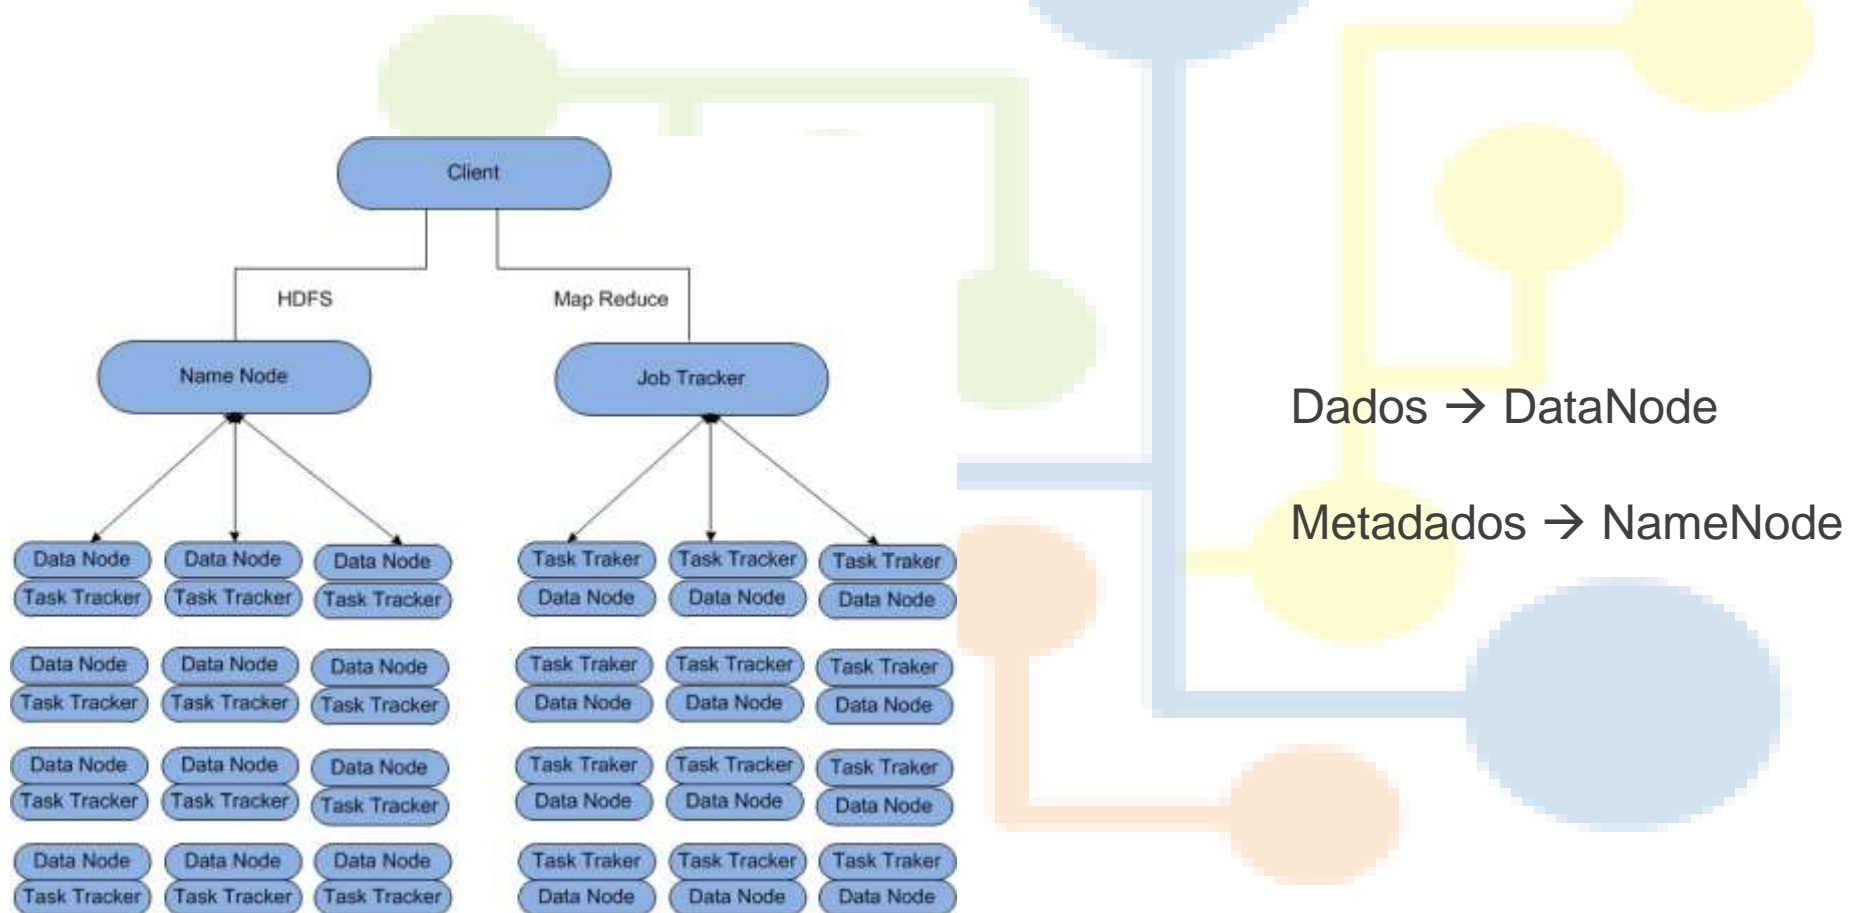 Client
HDFS
Map Reduce
Name Node
Job Tracker
Data Node Data Node Data Node Task Traker Task Tracker Task Traker
Task Tracker Task Tracker Task Tracker Data Node Data Node Data Node
Data Node Data Node Data Node Task Traker Task Tracker Task Traker
Task Tracker Task Tracker Task Tracker Data Node Data Node Data Node
Data Node Data Node Data Node Task Traker Task Tracker Task Traker
Task Tracker Task Tracker Task Tracker Data Node Data Node Data Node
Data Node Data Node Data Node Task Traker Task Tracker Task Traker
Task Tracker Task Tracker Task Tracker Data Node Data Node Data Node
Dados → DataNode
Metadados → NameNode